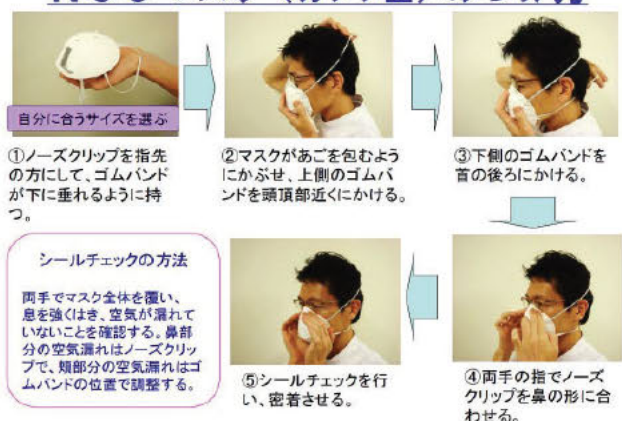 自分に合うサイズを選ぶ
①ノーズクリップを指先
の方にして、ゴムバンド
が下に垂れるように持
つ。
②マスクがあごを包むよう
にかぶせ、上側のゴムバ
ンドを頭頂部近くにかける。
③下側のゴムバンドを
首の後ろにかける。
④両手の指でノーズ
クリップを鼻の形に合
わせる。
⑤シールチェックを行
い、密着させる。
シールチェックの方法
両手でマスク全体を覆い、
息を強くはき、空気が漏れて
いないことを確認する。鼻部
分の空気漏れはノーズクリッ
プで、頬部分の空気漏れはゴ
ムバンドの位置で調整する。